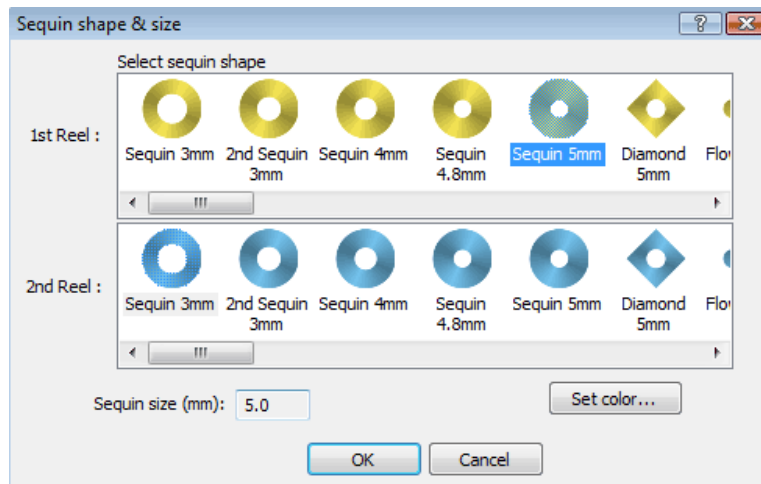 Sequin shape & size
Select sequin shape
1st Reel :
Sequin 3mm 2nd Sequin 3mm Sequin 4mm Sequin 4.8mm Sequin 5mm Diamond 5mm
2nd Reel :
Sequin 3mm 2nd Sequin 3mm Sequin 4mm Sequin 4.8mm Sequin 5mm Diamond 5mm
Sequin size (mm): 5.0
Set color...
OK Cancel